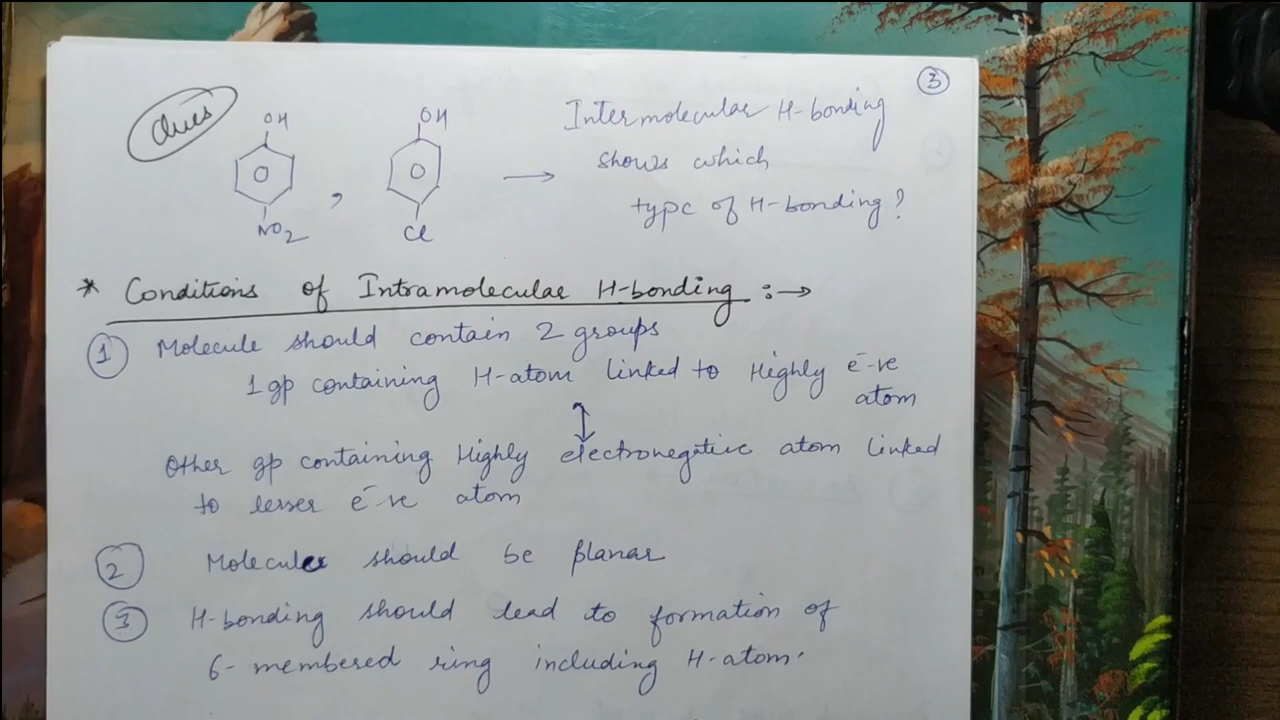 3
Ques
OH
OH
NO2
,
Cl
→ Intermolecular H-bonding
shows which
type of H-bonding?
* Conditions of Intramolecular H-bonding :→
1 Molecule should contain 2 groups
1 gp containing H-atom linked to Highly e-ve
atom
↕
Other gp containing Highly electronegative atom linked
to lesser e-ve atom
2 Molecule should be planar
3 H-bonding should lead to formation of
6-membered ring including H-atom.